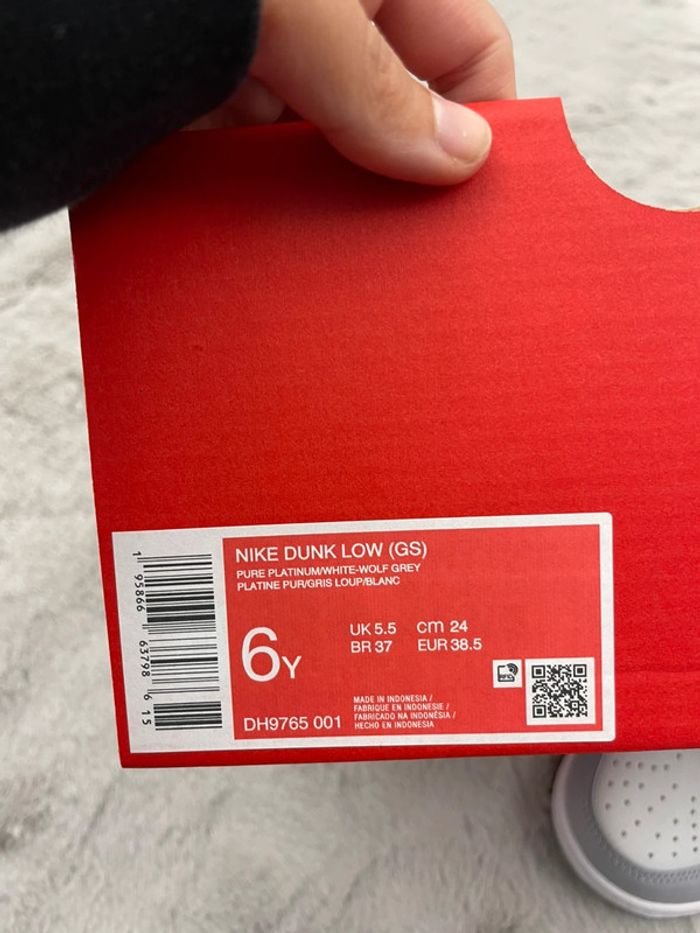 NIKE DUNK LOW (GS)
PURE PLATINUM/WHITE-WOLF GREY
PLATINE PUR/GRIS LOUP/BLANC
6Y
UK 5.5 cm 24
BR 37 EUR 38.5
MADE IN INDONESIA /
FABRIQUE EN INDONESIE /
FABRICADO NA INDONÉSIA /
HECHO EN INDONESIA
DH9765 001
1 95866 63798 6 15